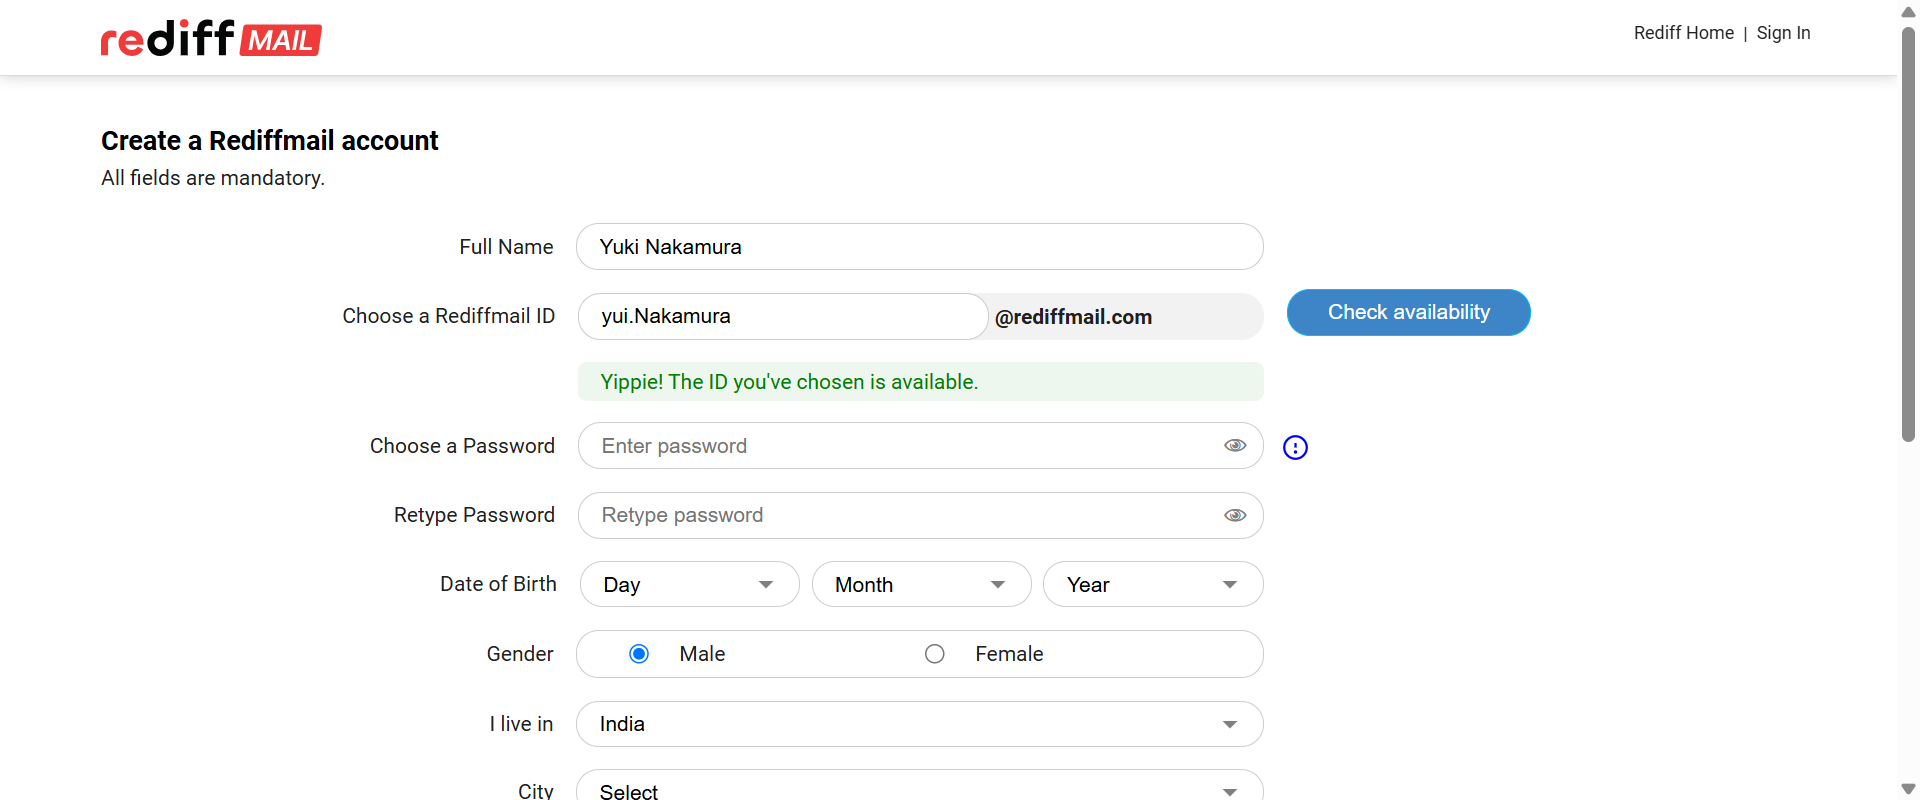 rediff MAIL
Rediff Home | Sign In
Create a Rediffmail account
All fields are mandatory.
Full Name Yuki Nakamura
Choose a Rediffmail ID yui.Nakamura @rediffmail.com Check availability
Yippie! The ID you've chosen is available.
Choose a Password Enter password
Retype Password Retype password
Date of Birth Day Month Year
Gender Male Female
I live in India
City Select